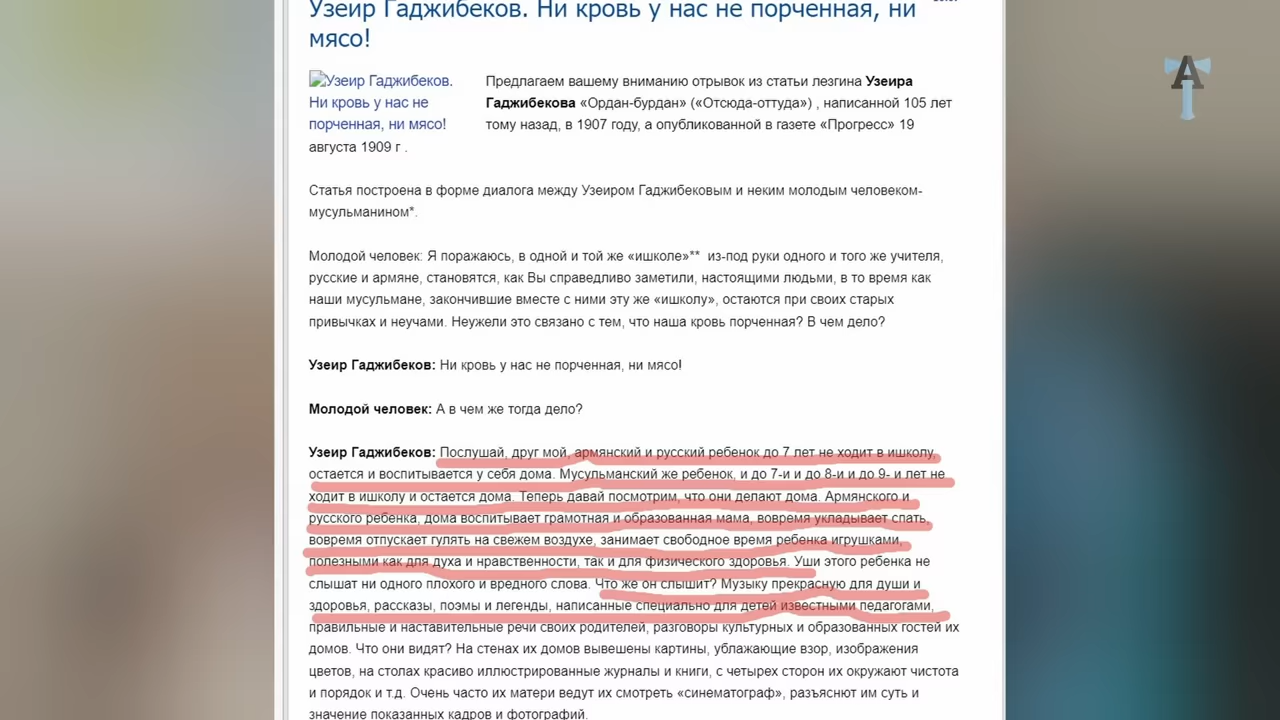 Узеир Гаджибеков. Ни кровь у нас не порченная, ни
мясо!
Узеир Гаджибеков.
Ни кровь у нас не
порченная, ни мясо!
Предлагаем вашему вниманию отрывок из статьи лезгина Узеира
Гаджибекова «Ордан-бурдан» («Отсюда-оттуда») , написанной 105 лет
тому назад, в 1907 году, а опубликованной в газете «Прогресс» 19
августа 1909 г .
Статья построена в форме диалога между Узеиром Гаджибековым и неким молодым человеком-
мусульманином*.
Молодой человек: Я поражаюсь, в одной и той же «ишколе»** из-под руки одного и того же учителя,
русские и армяне, становятся, как Вы справедливо заметили, настоящими людьми, в то время как
наши мусульмане, закончившие вместе с ними эту же «ишколу», остаются при своих старых
привычках и неучами. Неужели это связано с тем, что наша кровь порченная? В чем дело?
Узеир Гаджибеков: Ни кровь у нас не порченная, ни мясо!
Молодой человек: А в чем же тогда дело?
Узеир Гаджибеков: Послушай, друг мой, армянский и русский ребенок до 7 лет не ходит в ишколу,
остается и воспитывается у себя дома. Мусульманский же ребенок, и до 7-и и до 8-и и до 9- и лет не
ходит в ишколу и остается дома. Теперь давай посмотрим, что они делают дома. Армянского и
русского ребенка, дома воспитывает грамотная и образованная мама, вовремя укладывает спать,
вовремя отпускает гулять на свежем воздухе, занимает свободное время ребенка игрушками,
полезными как для духа и нравственности, так и для физического здоровья. Уши этого ребенка не
слышат ни одного плохого и вредного слова. Что же он слышит? Музыку прекрасную для души и
здоровья, рассказы, поэмы и легенды, написанные специально для детей известными педагогами,
правильные и наставительные речи своих родителей, разговоры культурных и образованных гостей их
домов. Что они видят? На стенах их домов вывешены картины, ублажающие взор, изображения
цветов, на столах красиво иллюстрированные журналы и книги, с четырех сторон их окружают чистота
и порядок и т.д. Очень часто их матери ведут их смотреть «синематограф», разъясняют им суть и
значение показанных кадров и фотографий.